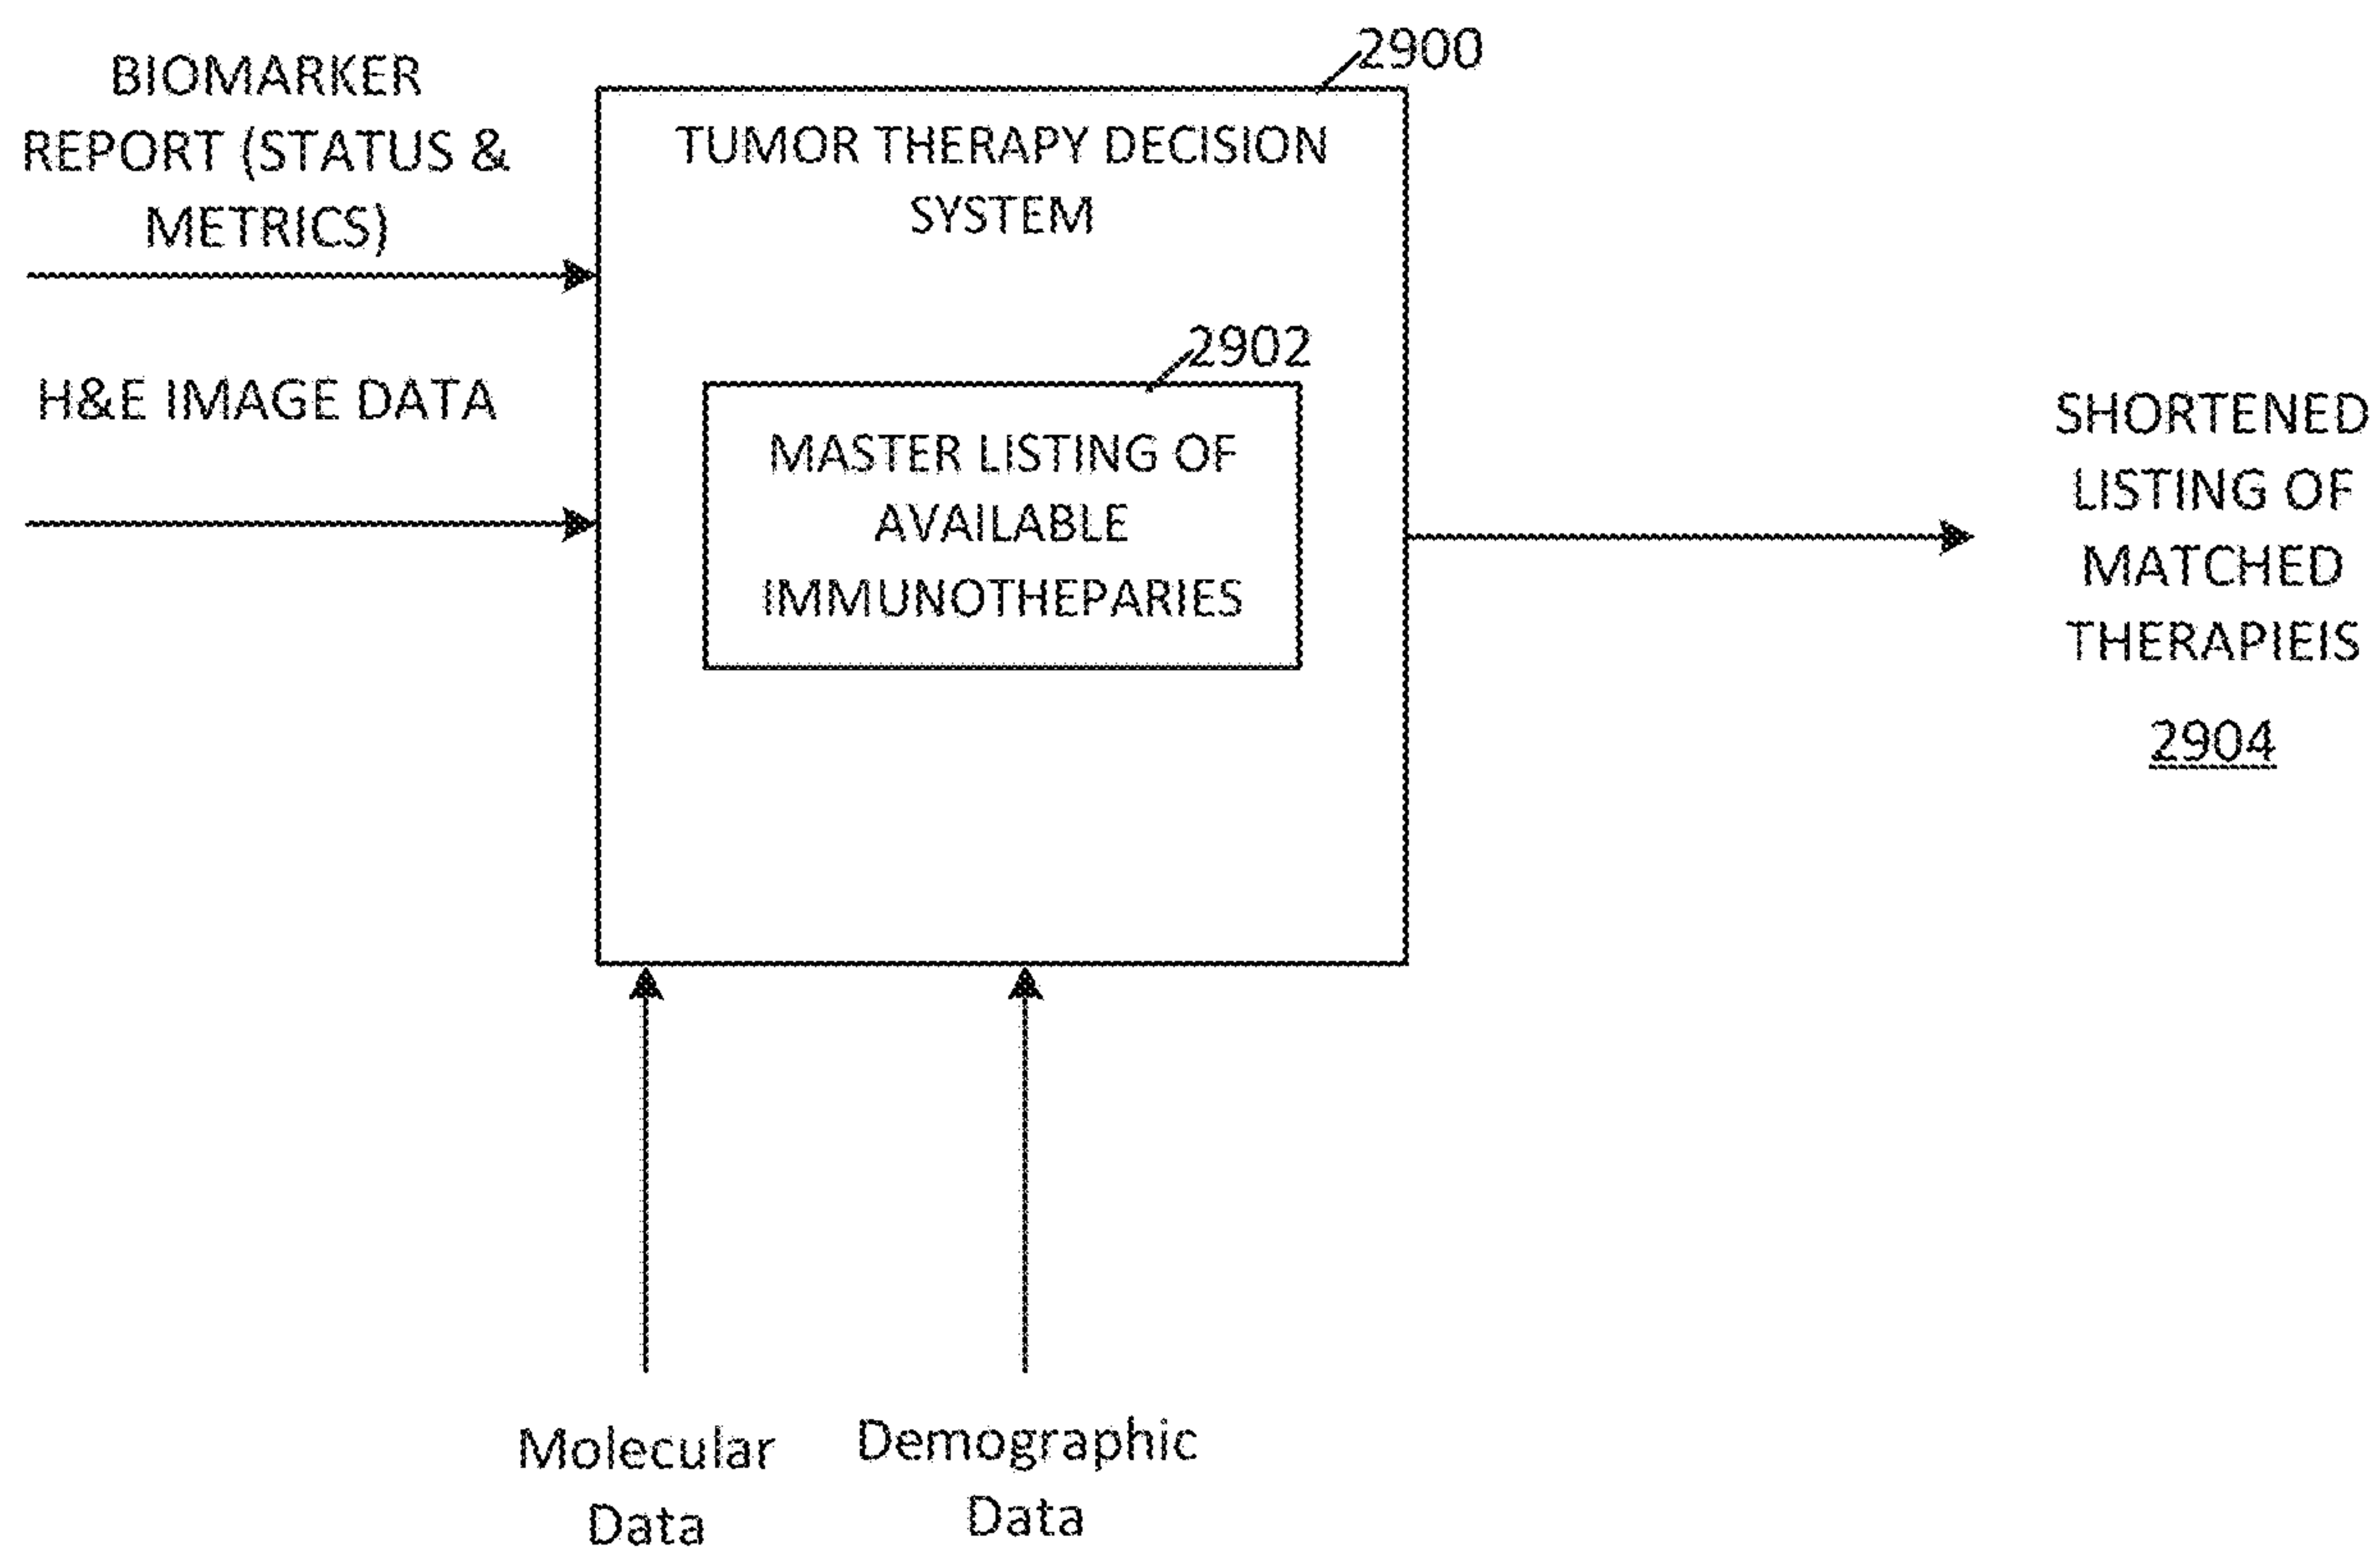 BIOMARKER
REPORT (STATUS &
METRICS)
H&E IMAGE DATA
2900
TUMOR THERAPY DECISION
SYSTEM
2902
MASTER LISTING OF
AVAILABLE
IMMUNOTHEPARIES
SHORTENED
LISTING OF
MATCHED
THERAPIEIS
2904
Molecular
Data
Demographic
Data